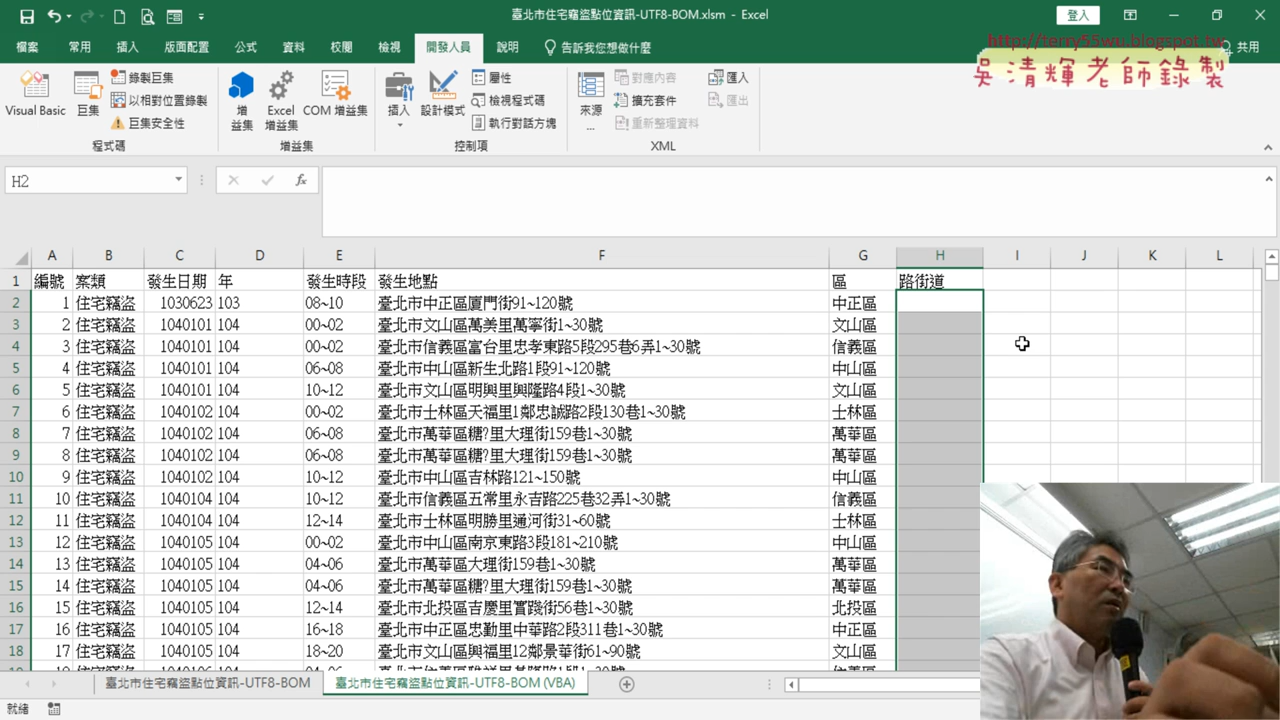 臺北市住宅竊盜點位資訊-UTF8-BOM.xlsm - Excel
登入
檔案 常用 插入 版面配置 公式 資料 校閱 檢視 開發人員 說明 告訴我您想做什麼 共用
http://terry55wu.blogspot.tw
吳清輝老師錄製
Visual Basic 巨集 錄製巨集 以相對位置錄製 巨集安全性 程式碼
增益集 Excel 增益集 COM 增益集 增益集
插入 設計模式 屬性 檢視程式碼 執行對話方塊 控制項
來源... 對應內容 擴充套件 重新整理資料 匯入 匯出 XML
H2 fx
A B C D E F G H I J K L
1 編號 案類 發生日期 年 發生時段 發生地點 區 路街道
2 1 住宅竊盜 1030623 103 08~10 臺北市中正區廈門街91~120號 中正區
3 2 住宅竊盜 1040101 104 00~02 臺北市文山區萬美里萬寧街1~30號 文山區
4 3 住宅竊盜 1040101 104 00~02 臺北市信義區富台里忠孝東路5段295巷6弄1~30號 信義區
5 4 住宅竊盜 1040101 104 06~08 臺北市中山區新生北路1段91~120號 中山區
6 5 住宅竊盜 1040101 104 10~12 臺北市文山區明興里興隆路4段1~30號 文山區
7 6 住宅竊盜 1040102 104 00~02 臺北市士林區天福里1鄰忠誠路2段130巷1~30號 士林區
8 7 住宅竊盜 1040102 104 06~08 臺北市萬華區糖?里大理街159巷1~30號 萬華區
9 8 住宅竊盜 1040102 104 06~08 臺北市萬華區糖?里大理街159巷1~30號 萬華區
10 9 住宅竊盜 1040102 104 10~12 臺北市中山區吉林路121~150號 中山區
11 10 住宅竊盜 1040104 104 10~12 臺北市信義區五常里永吉路225巷32弄1~30號 信義區
12 11 住宅竊盜 1040104 104 12~14 臺北市士林區明勝里通河街31~60號 士林區
13 12 住宅竊盜 1040105 104 00~02 臺北市中山區南京東路3段181~210號 中山區
14 13 住宅竊盜 1040105 104 04~06 臺北市萬華區大理街159巷1~30號 萬華區
15 14 住宅竊盜 1040105 104 04~06 臺北市萬華區糖?里大理街159巷1~30號 萬華區
16 15 住宅竊盜 1040105 104 12~14 臺北市北投區吉慶里實踐街56巷1~30號 北投區
17 16 住宅竊盜 1040105 104 16~18 臺北市中正區忠勤里中華路2段311巷1~30號 中正區
18 17 住宅竊盜 1040105 104 18~20 臺北市文山區興福里12鄰景華街61~90號 文山區
臺北市住宅竊盜點位資訊-UTF8-BOM 臺北市住宅竊盜點位資訊-UTF8-BOM (VBA)
就緒